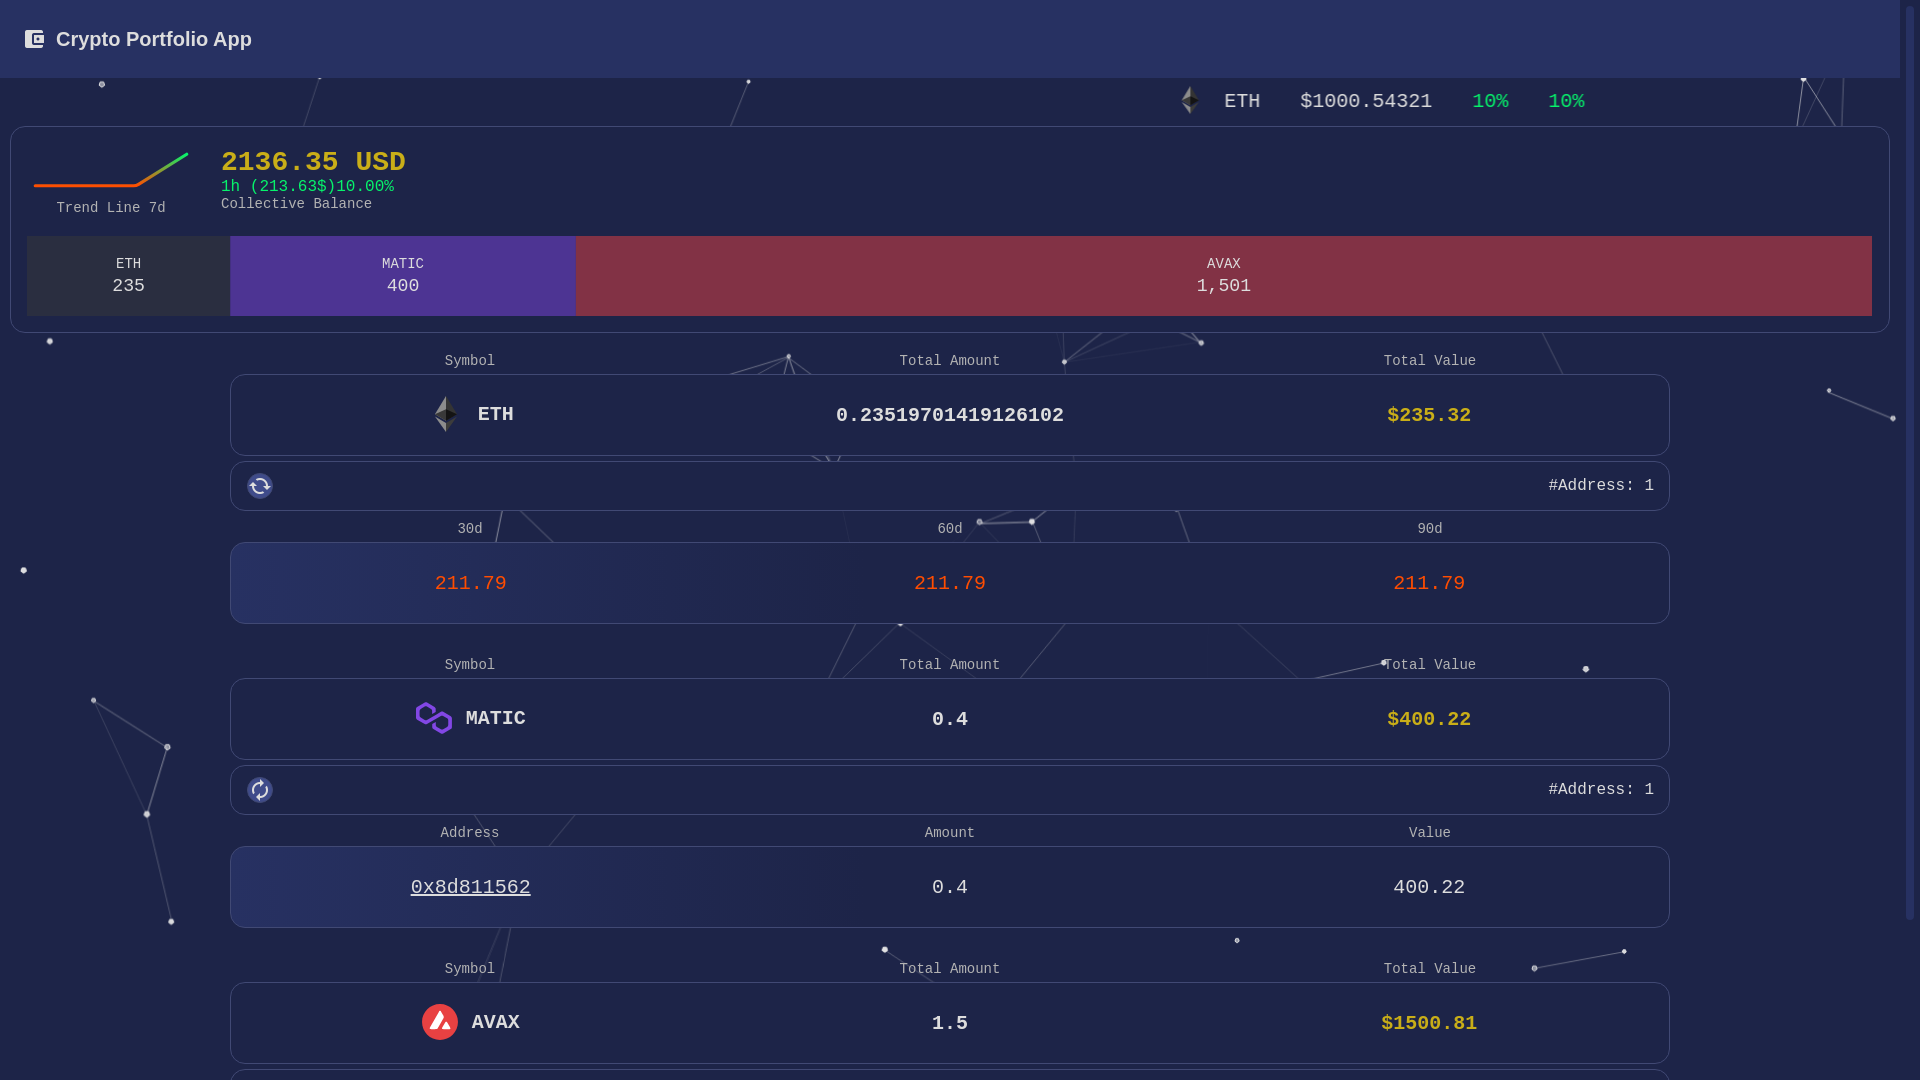 Crypto Portfolio App
ETH $1000.54321 10% 10%
2136.35 USD
1h (213.63$)10.00%
Collective Balance
Trend Line 7d
ETH MATIC AVAX
235 400 1,501
Symbol Total Amount Total Value
ETH 0.23519701419126102 $235.32
#Address: 1
30d 60d 90d
211.79 211.79 211.79
Symbol Total Amount Total Value
MATIC 0.4 $400.22
#Address: 1
Address Amount Value
0x8d811562 0.4 400.22
Symbol Total Amount Total Value
AVAX 1.5 $1500.81